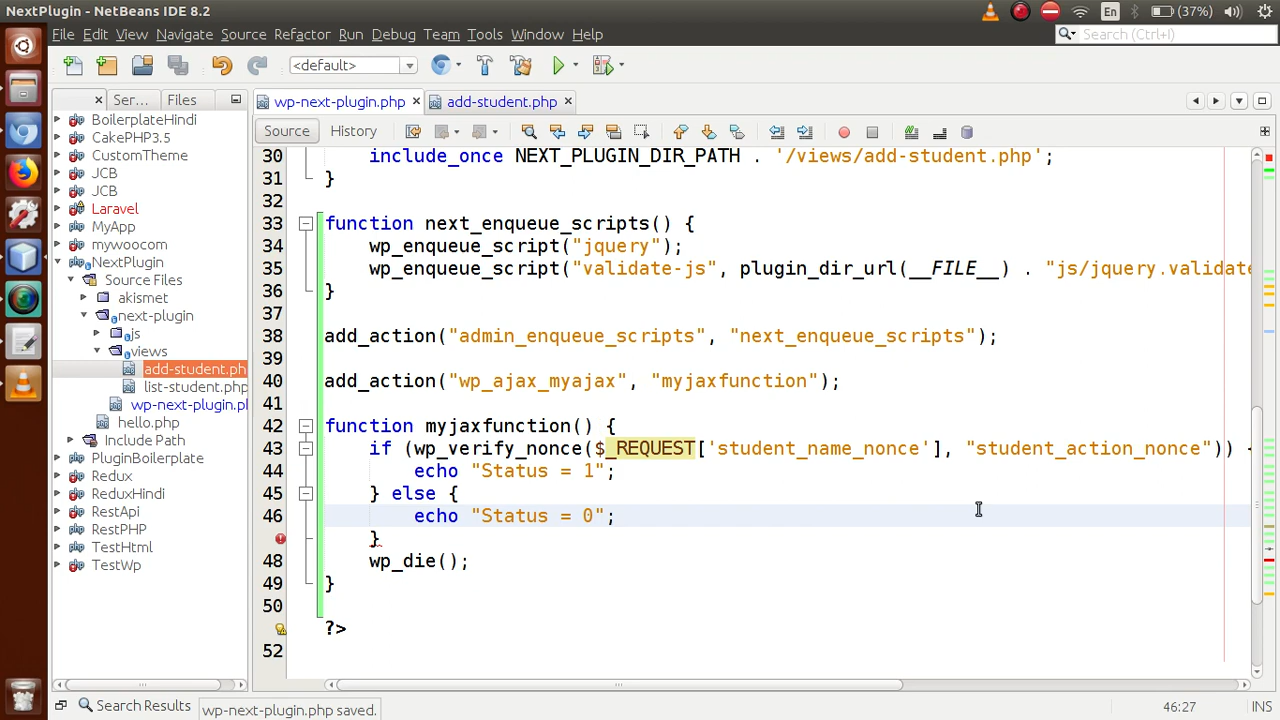 NextPlugin - NetBeans IDE 8.2
En
(37%)
File Edit View Navigate Source Refactor Run Debug Team Tools Window Help
Search (Ctrl+I)
<default>
Ser...
Files
wp-next-plugin.php
add-student.php
BoilerplateHindi
CakePHP3.5
CustomTheme
JCB
JCB
Laravel
MyApp
mywoocom
NextPlugin
Source Files
akismet
next-plugin
js
views
add-student.ph
list-student.php
wp-next-plugin.pl
hello.php
Include Path
PluginBoilerplate
Redux
ReduxHindi
RestApi
RestPHP
TestHtml
TestWp
Source
History
30 include_once NEXT_PLUGIN_DIR_PATH . '/views/add-student.php';
31 }
32
33 function next_enqueue_scripts() {
34 wp_enqueue_script("jquery");
35 wp_enqueue_script("validate-js", plugin_dir_url(__FILE__) . "js/jquery.validate
36 }
37
38 add_action("admin_enqueue_scripts", "next_enqueue_scripts");
39
40 add_action("wp_ajax_myajax", "myjaxfunction");
41
42 function myjaxfunction() {
43 if (wp_verify_nonce($_REQUEST['student_name_nonce'], "student_action_nonce")) {
44 echo "Status = 1";
45 } else {
46 echo "Status = 0";
}
48 wp_die();
49 }
50
?>
52
Search Results
wp-next-plugin.php saved.
46:27
INS